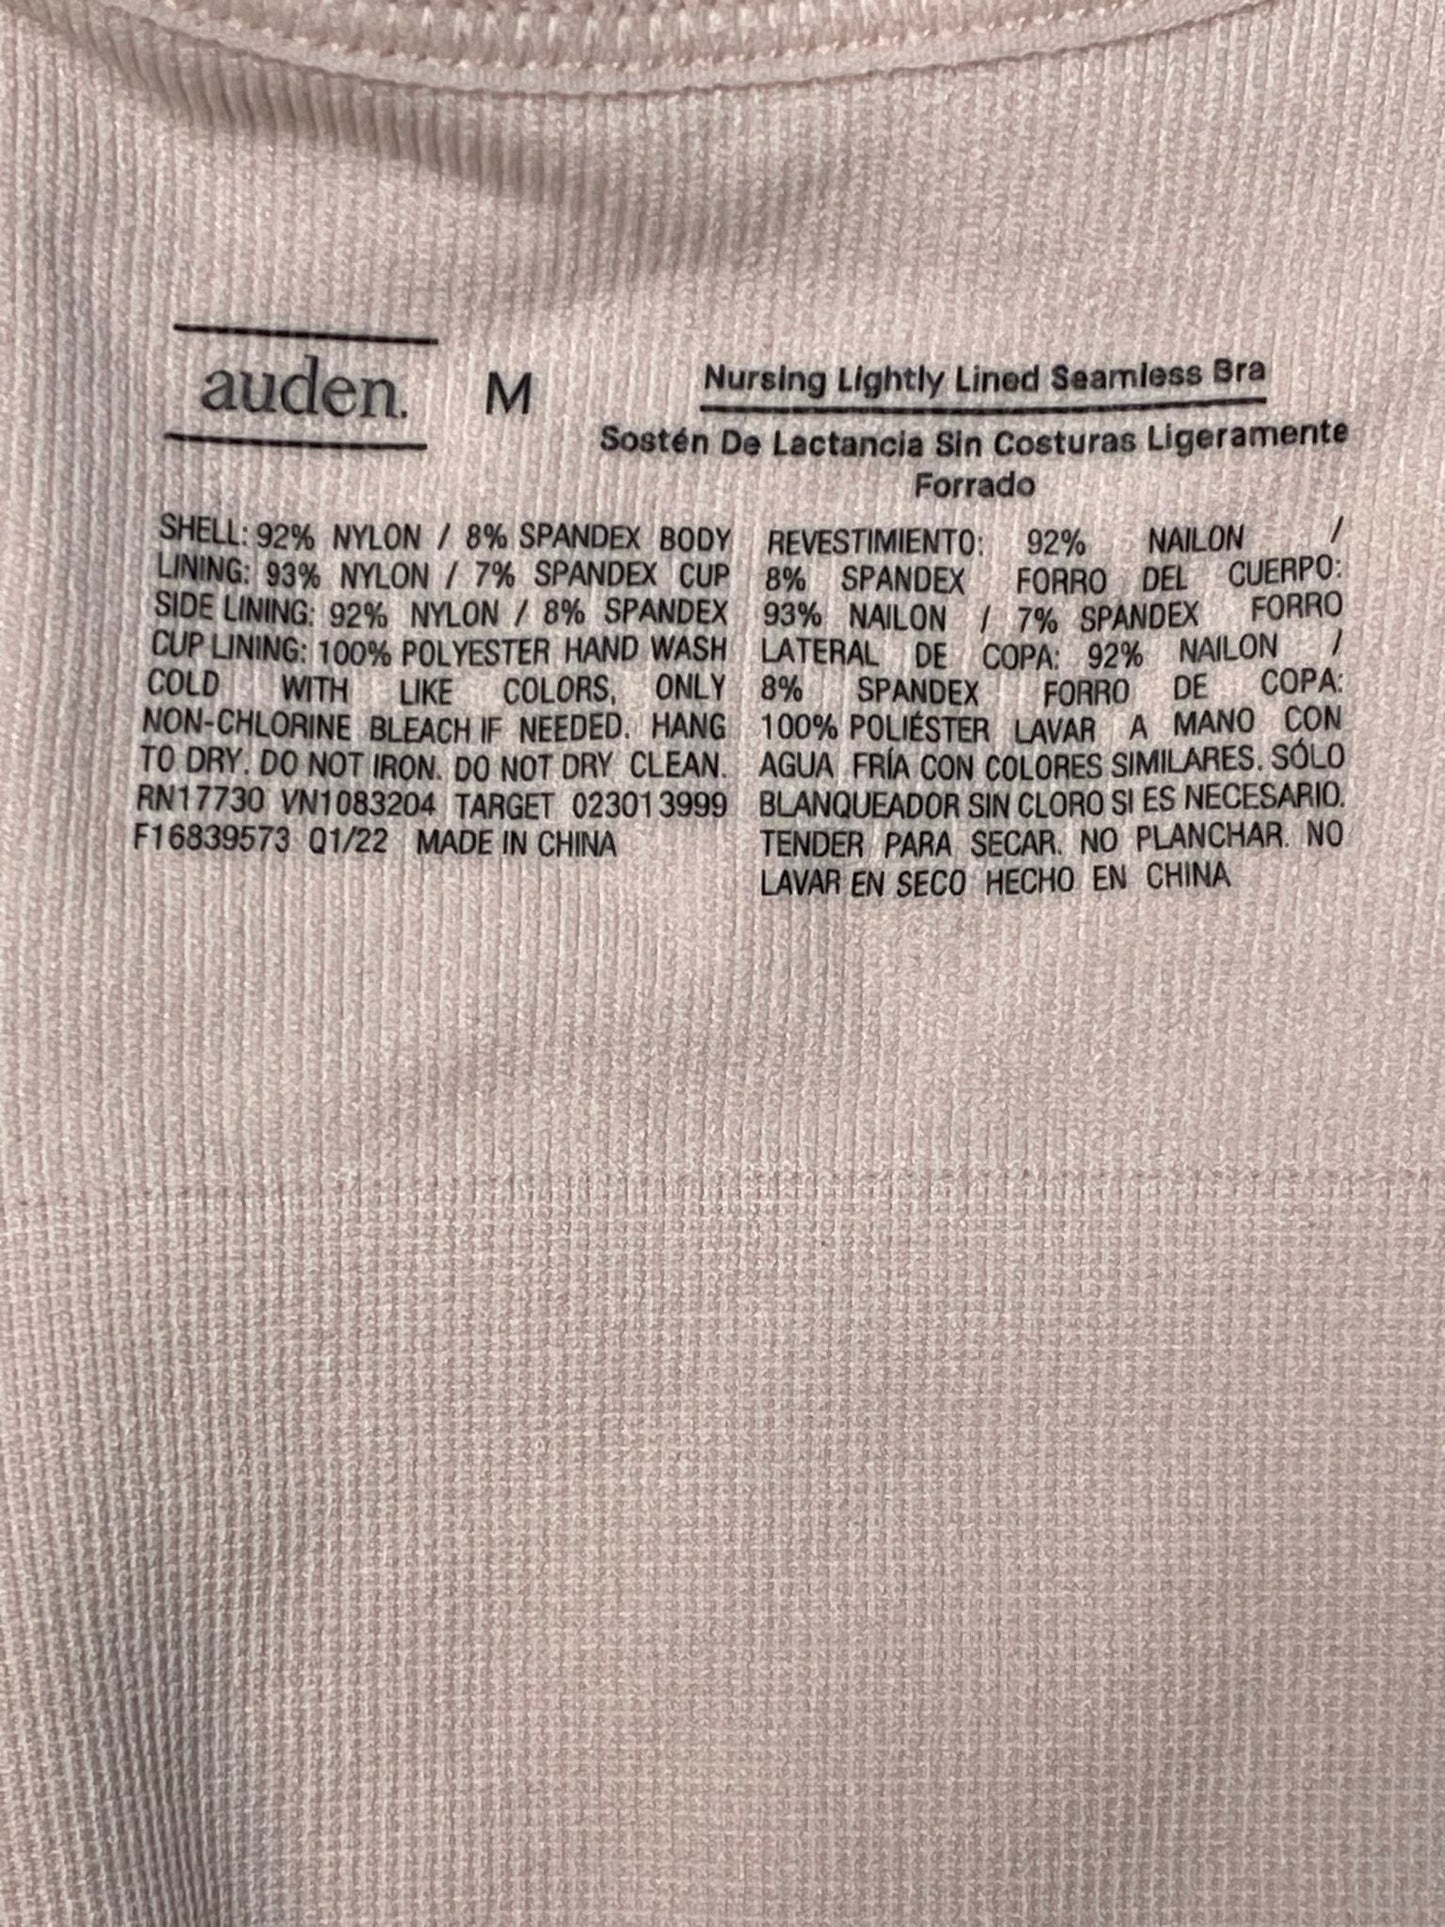 auden. M
Nursing Lightly Lined Seamless Bra
Sostén De Lactancia Sin Costuras Ligeramente
Forrado
SHELL: 92% NYLON / 8% SPANDEX BODY
LINING: 93% NYLON / 7% SPANDEX CUP
SIDE LINING: 92% NYLON / 8% SPANDEX
CUP LINING: 100% POLYESTER HAND WASH
COLD WITH LIKE COLORS, ONLY
NON-CHLORINE BLEACH IF NEEDED. HANG
TO DRY. DO NOT IRON. DO NOT DRY CLEAN.
RN17730 VN1083204 TARGET 023013999
F16839573 Q1/22 MADE IN CHINA
REVESTIMIENTO: 92% NAILON /
8% SPANDEX FORRO DEL CUERPO:
93% NAILON / 7% SPANDEX FORRO
LATERAL DE COPA: 92% NAILON /
8% SPANDEX FORRO DE COPA:
100% POLIÉSTER LAVAR A MANO CON
AGUA FRÍA CON COLORES SIMILARES. SÓLO
BLANQUEADOR SIN CLORO SI ES NECESARIO.
TENDER PARA SECAR. NO PLANCHAR. NO
LAVAR EN SECO HECHO EN CHINA